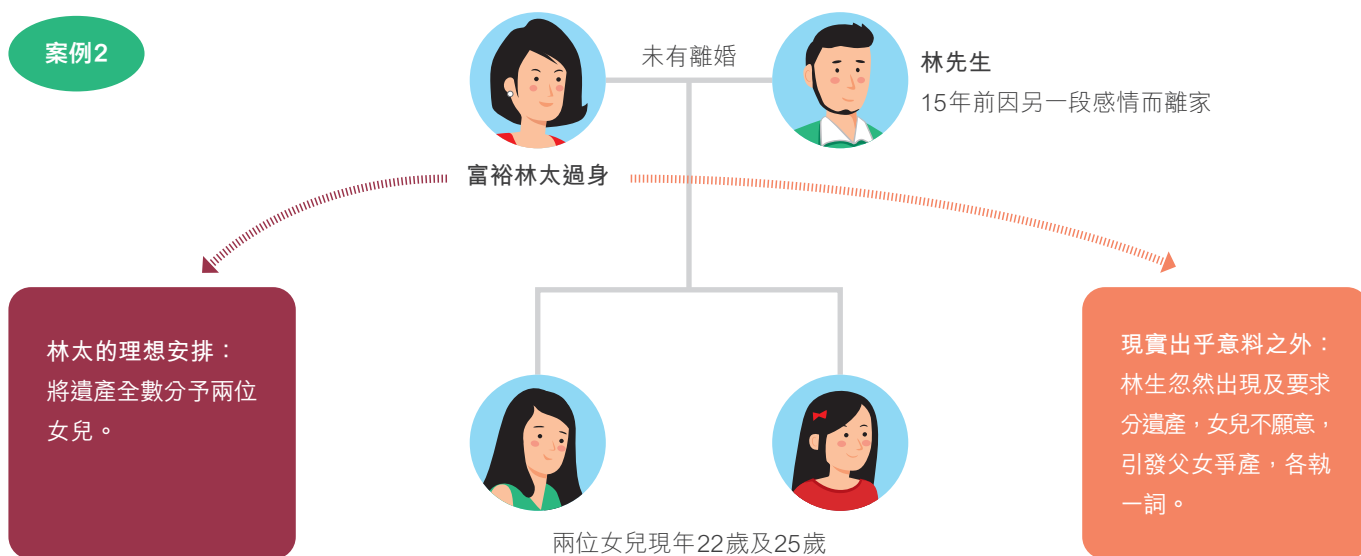 案例2
未有離婚
林先生
15年前因另一段感情而離家
富裕林太過身
林太的理想安排：
將遺產全數分予兩位
女兒。
現實出乎意料之外：
林生忽然出現及要求
分遺產，女兒不願意，
引發父女爭產，各執
一詞。
兩位女兒現年22歲及25歲